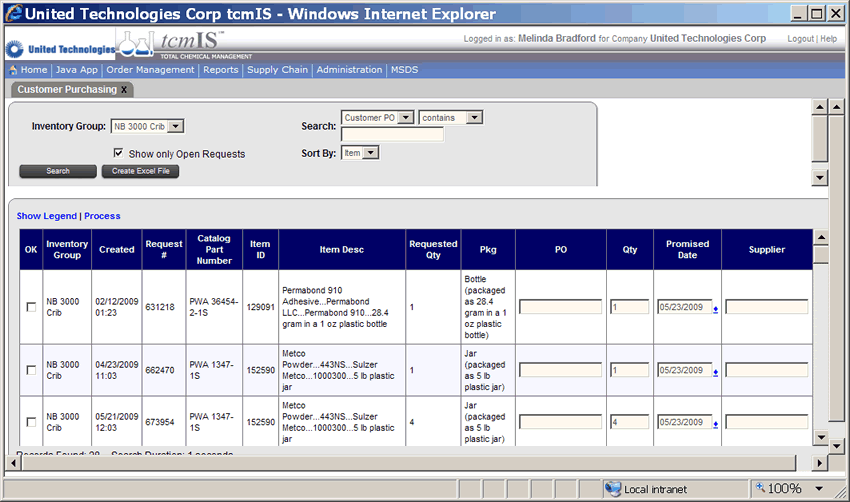 United Technologies Corp tcmIS - Windows Internet Explorer
United Technologies
tcmIS™
TOTAL CHEMICAL MANAGEMENT
Logged in as: Melinda Bradford for Company United Technologies Corp
Logout | Help
Home | Java App | Order Management | Reports | Supply Chain | Administration | MSDS
Customer Purchasing X
Inventory Group: NB 3000 Crib
Search: Customer PO contains
Show only Open Requests
Sort By: Item
Search Create Excel File
Show Legend | Process
OK Inventory Group Created Request # Catalog Part Number Item ID Item Desc Requested Qty Pkg PO Qty Promised Date Supplier
NB 3000 Crib 02/12/2009 01:23 631218 PWA 36454-2-1S 129091 Permabond 910 Adhesive...Permabond LLC...Permabond 910...28.4 gram in a 1 oz plastic bottle 1 Bottle (packaged as 28.4 gram in a 1 oz plastic bottle) 1 05/23/2009
NB 3000 Crib 04/23/2009 11:03 662470 PWA 1347-1S 152590 Metco Powder...443NS...Sulzer Metco...1000300...5 lb plastic jar 1 Jar (packaged as 5 lb plastic jar) 1 05/23/2009
NB 3000 Crib 05/21/2009 12:03 673954 PWA 1347-1S 152590 Metco Powder...443NS...Sulzer Metco...1000300...5 lb plastic jar 4 Jar (packaged as 5 lb plastic jar) 4 05/23/2009
Records Found: 20 Search Duration: 1 seconds
Local intranet
100%